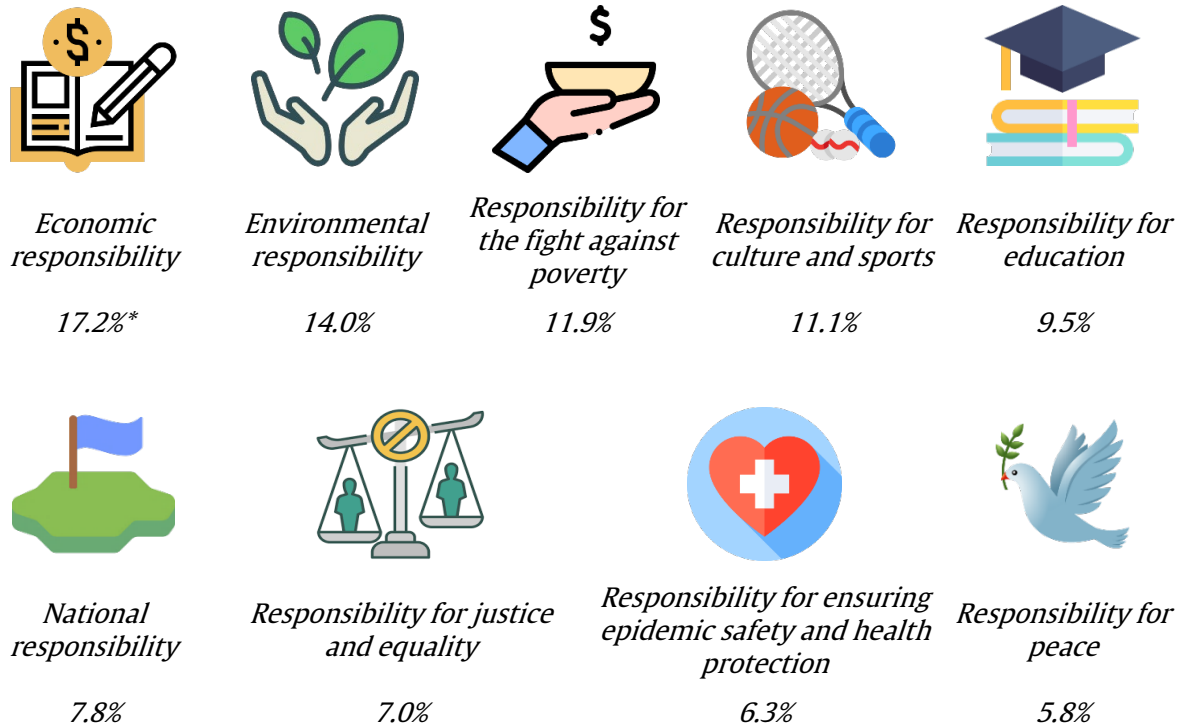 $
$
Economic
responsibility
17.2%*
Environmental
responsibility
14.0%
Responsibility for
the fight against
poverty
11.9%
Responsibility for
culture and sports
11.1%
Responsibility for
education
9.5%
National
responsibility
7.8%
Responsibility for justice
and equality
7.0%
Responsibility for ensuring
epidemic safety and health
protection
6.3%
Responsibility for
peace
5.8%